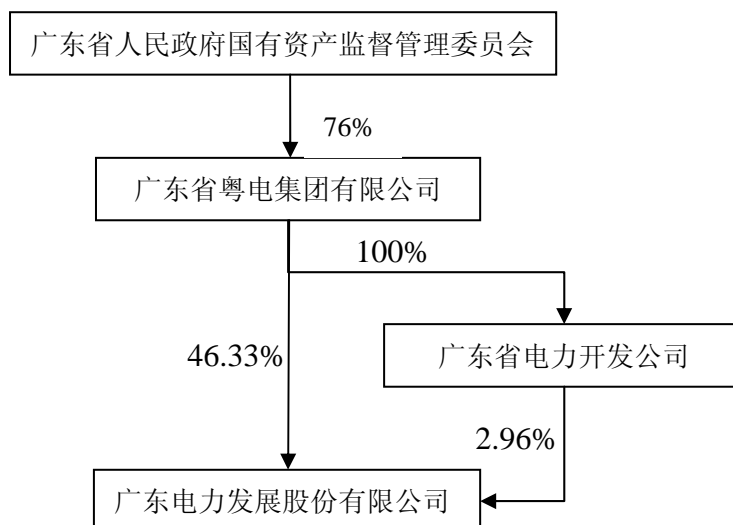 广东省人民政府国有资产监督管理委员会
76%
广东省粤电集团有限公司
100%
46.33%
广东省电力开发公司
2.96%
广东电力发展股份有限公司